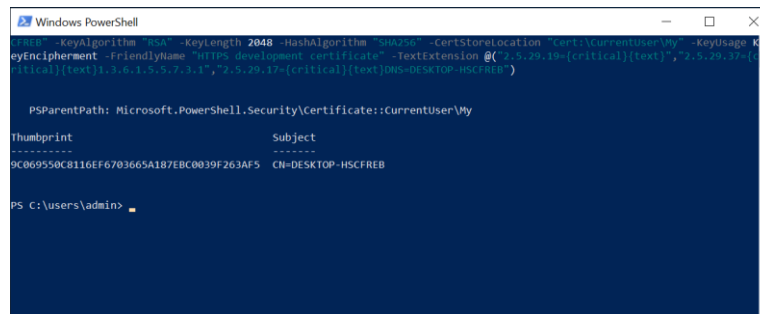 Windows PowerShell
CFREB" -KeyAlgorithm "RSA" -KeyLength 2048 -HashAlgorithm "SHA256" -CertStoreLocation "Cert:\CurrentUser\My" -KeyUsage K
eyEncipherment -FriendlyName "HTTPS development certificate" -TextExtension @("2.5.29.19={critical}{text}","2.5.29.37={c
ritical}{text}1.3.6.1.5.5.7.3.1","2.5.29.17={critical}{text}DNS=DESKTOP-HSCFREB")
PSParentPath: Microsoft.PowerShell.Security\Certificate::CurrentUser\My
Thumbprint Subject
---------- -------
9C069550C8116EF6703665A187EBC0039F263AF5 CN=DESKTOP-HSCFREB
PS C:\users\admin>